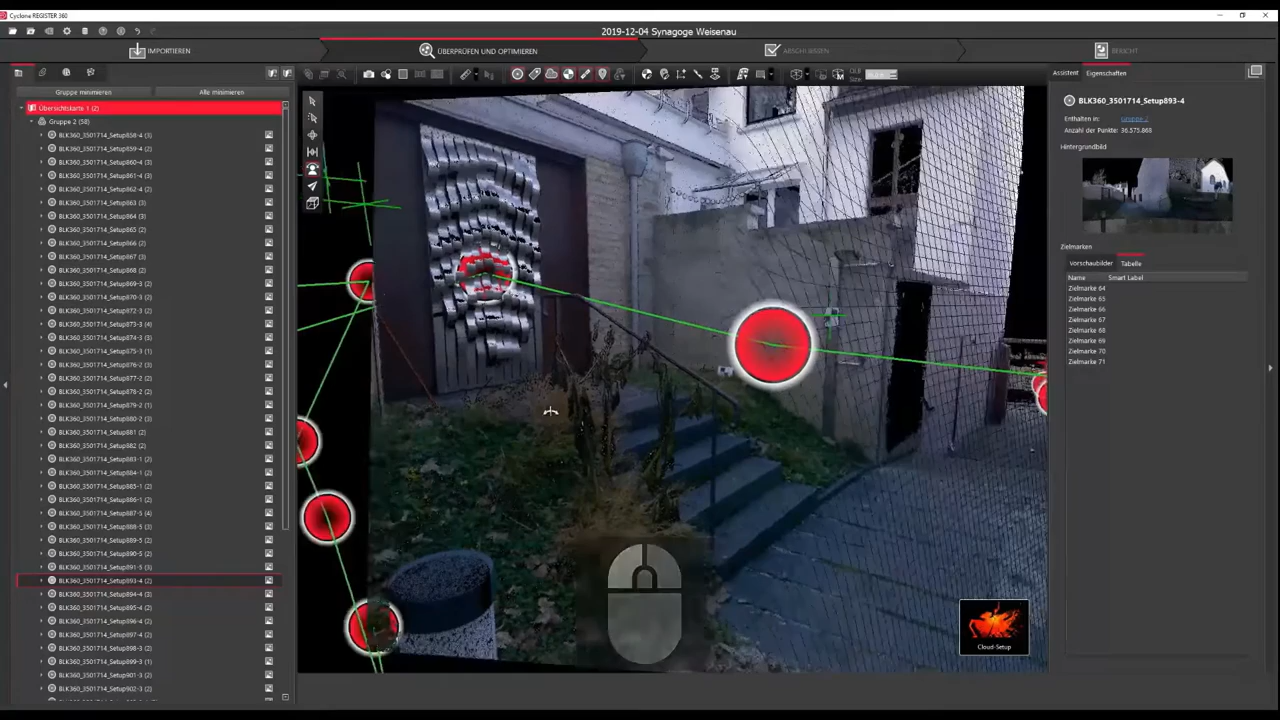 Cyclone REGISTER 360
2019-12-04 Synagoge Weisenau
IMPORTIEREN
ÜBERPRÜFEN UND OPTIMIEREN
ABSCHLIESSEN
BERICHT
Gruppe minimieren
Alle minimieren
Übersichtskarte 1 (2)
Gruppe 2 (58)
BLK360_3501714_Setup858-4 (3)
BLK360_3501714_Setup859-4 (2)
BLK360_3501714_Setup860-4 (3)
BLK360_3501714_Setup861-4 (3)
BLK360_3501714_Setup862-4 (2)
BLK360_3501714_Setup863 (3)
BLK360_3501714_Setup864 (3)
BLK360_3501714_Setup865 (2)
BLK360_3501714_Setup866 (2)
BLK360_3501714_Setup867 (3)
BLK360_3501714_Setup868 (2)
BLK360_3501714_Setup869-3 (2)
BLK360_3501714_Setup870-3 (2)
BLK360_3501714_Setup872-3 (2)
BLK360_3501714_Setup873-3 (4)
BLK360_3501714_Setup874-3 (3)
BLK360_3501714_Setup875-3 (1)
BLK360_3501714_Setup876-2 (3)
BLK360_3501714_Setup877-2 (2)
BLK360_3501714_Setup878-2 (2)
BLK360_3501714_Setup879-2 (1)
BLK360_3501714_Setup880-2 (3)
BLK360_3501714_Setup881 (2)
BLK360_3501714_Setup882 (2)
BLK360_3501714_Setup883-1 (2)
BLK360_3501714_Setup884-1 (2)
BLK360_3501714_Setup885-1 (2)
BLK360_3501714_Setup886-1 (2)
BLK360_3501714_Setup887-5 (4)
BLK360_3501714_Setup888-5 (3)
BLK360_3501714_Setup889-5 (2)
BLK360_3501714_Setup890-5 (2)
BLK360_3501714_Setup891-5 (3)
BLK360_3501714_Setup893-4 (2)
BLK360_3501714_Setup894-4 (3)
BLK360_3501714_Setup895-4 (2)
BLK360_3501714_Setup896-4 (2)
BLK360_3501714_Setup897-4 (2)
BLK360_3501714_Setup898-3 (2)
BLK360_3501714_Setup899-3 (1)
BLK360_3501714_Setup901-3 (2)
BLK360_3501714_Setup902-3 (2)
Cloud-Setup
Assistent
Eigenschaften
BLK360_3501714_Setup893-4
Enthalten in: Gruppe 2
Anzahl der Punkte: 36.575.868
Hintergrundbild
Zielmarken
Vorschaubilder
Tabelle
Name Smart Label
Zielmarke 64
Zielmarke 65
Zielmarke 66
Zielmarke 67
Zielmarke 68
Zielmarke 69
Zielmarke 70
Zielmarke 71